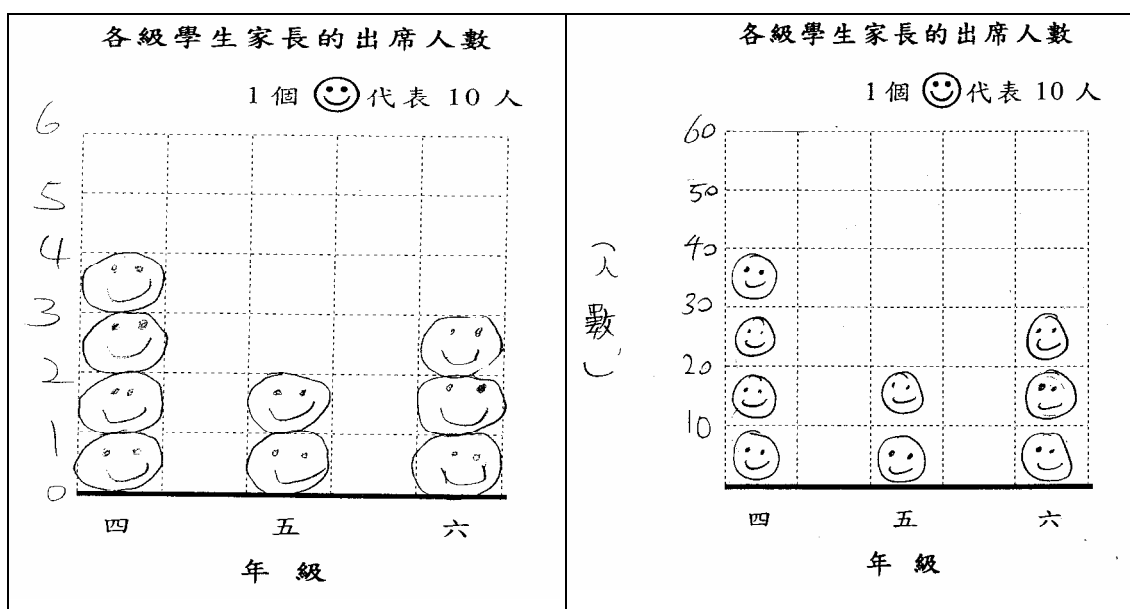 各級學生家長的出席人數
1個 代表 10 人
6
5
4
3
2
1
0
四 五 六
年 級
各級學生家長的出席人數
1個 代表 10 人
60
50
40
30
20
10
(人數)
四 五 六
年 級